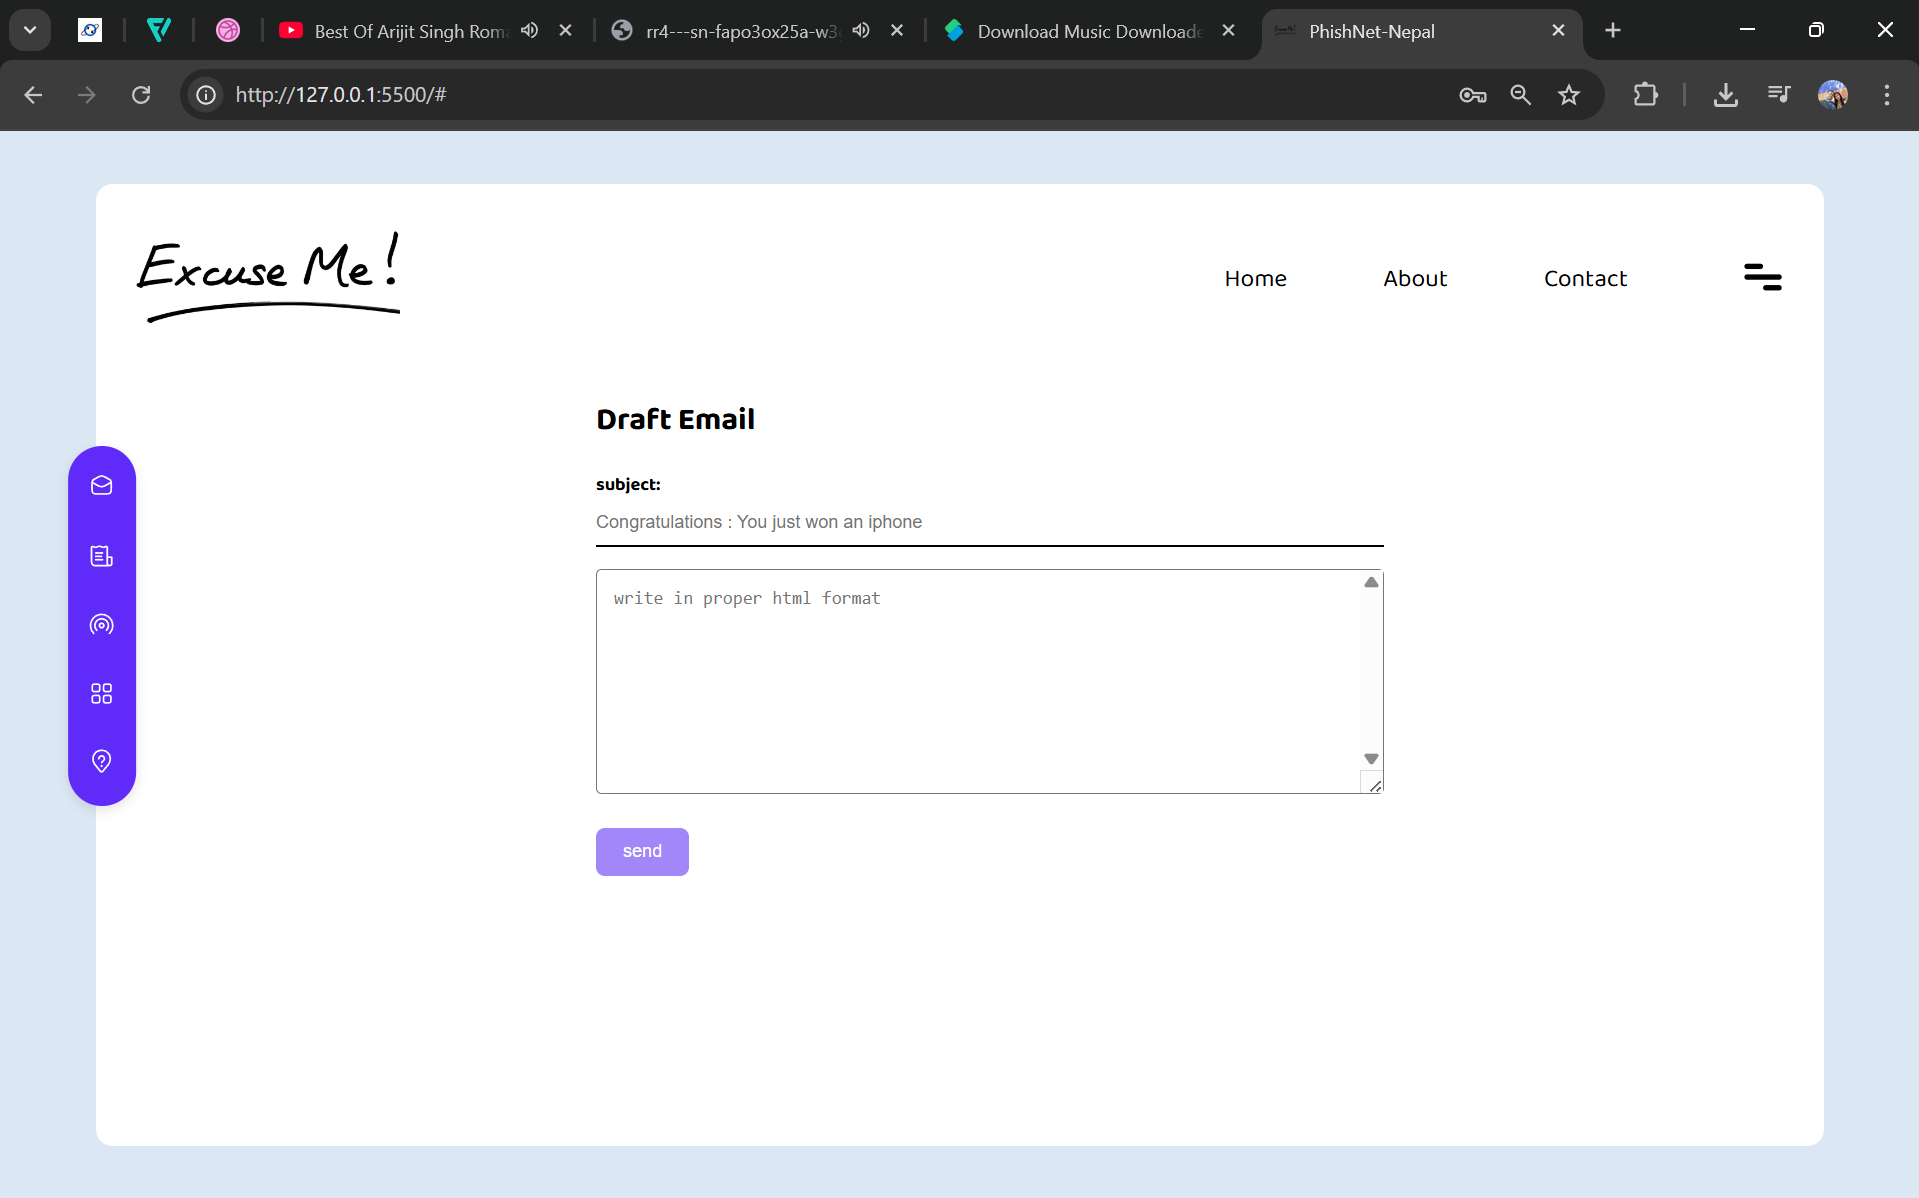 Best Of Arijit Singh Rom
rr4---sn-fapo3ox25a-w3
Download Music Download
PhishNet-Nepal
http://127.0.0.1:5500/#
Excuse Me!
Home
About
Contact
Draft Email
subject:
Congratulations : You just won an iphone
write in proper html format
send